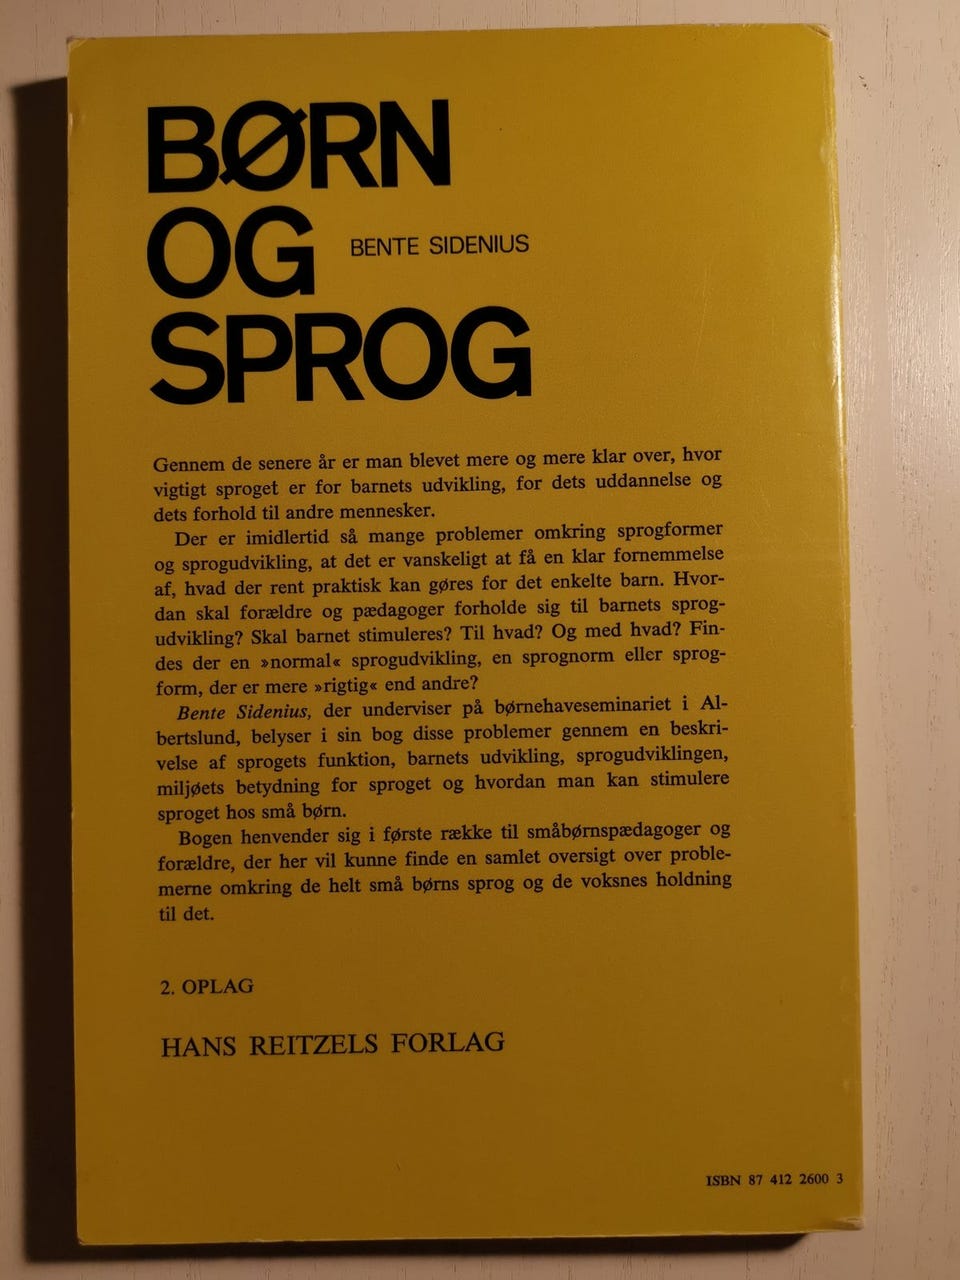 BØRN
OG
BENTE SIDENIUS
SPROG
Gennem de senere år er man blevet mere og mere klar over, hvor
vigtigt sproget er for barnets udvikling, for dets uddannelse og
dets forhold til andre mennesker.
Der er imidlertid så mange problemer omkring sprogformer
og sprogudvikling, at det er vanskeligt at få en klar fornemmelse
af, hvad der rent praktisk kan gøres for det enkelte barn. Hvor-
dan skal forældre og pædagoger forholde sig til barnets sprog-
udvikling? Skal barnet stimuleres? Til hvad? Og med hvad? Fin-
des der en »normal« sprogudvikling, en sprognorm eller sprog-
form, der er mere »rigtig« end andre?
Bente Sidenius, der underviser på børnehaveseminariet i Al-
bertslund, belyser i sin bog disse problemer gennem en beskri-
velse af sprogets funktion, barnets udvikling, sprogudviklingen,
miljøets betydning for sproget og hvordan man kan stimulere
sproget hos små børn.
Bogen henvender sig i første række til småbørnspædagoger og
forældre, der her vil kunne finde en samlet oversigt over proble-
merne omkring de helt små børns sprog og de voksnes holdning
til det.
2. OPLAG
HANS REITZELS FORLAG
ISBN 87 412 2600 3